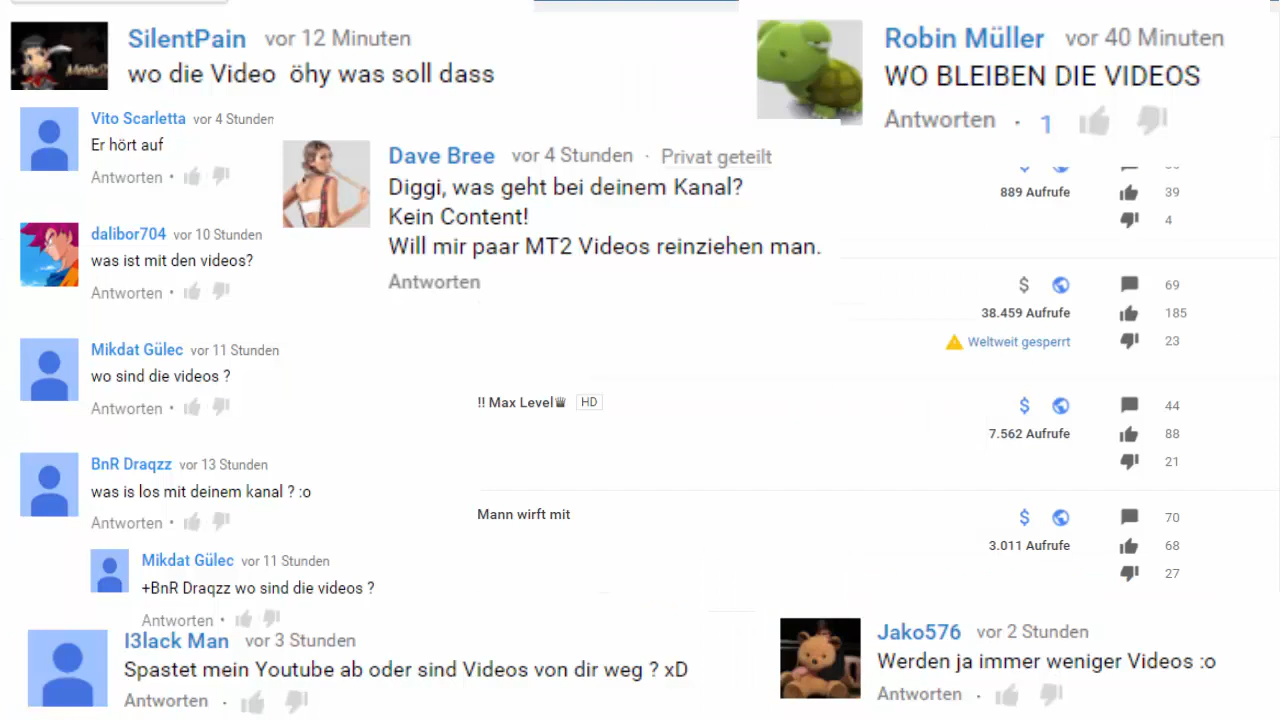 SilentPain vor 12 Minuten
wo die Video öhy was soll dass
Robin Müller vor 40 Minuten
WO BLEIBEN DIE VIDEOS
Antworten · 1
Vito Scarletta vor 4 Stunden
Er hört auf
Antworten •
Dave Bree vor 4 Stunden · Privat geteilt
Diggi, was geht bei deinem Kanal?
Kein Content!
Will mir paar MT2 Videos reinziehen man.
Antworten
dalibor704 vor 10 Stunden
was ist mit den videos?
Antworten •
Mikdat Gülec vor 11 Stunden
wo sind die videos ?
Antworten •
BnR Draqzz vor 13 Stunden
was is los mit deinem kanal ? :o
Antworten •
Mikdat Gülec vor 11 Stunden
+BnR Draqzz wo sind die videos ?
Antworten •
889 Aufrufe 39
4
$ 69
38.459 Aufrufe 185
Weltweit gesperrt 23
!! Max Level♛ HD $ 44
7.562 Aufrufe 88
21
Mann wirft mit $ 70
3.011 Aufrufe 68
27
I3lack Man vor 3 Stunden
Spastet mein Youtube ab oder sind Videos von dir weg ? xD
Antworten ·
Jako576 vor 2 Stunden
Werden ja immer weniger Videos :o
Antworten ·